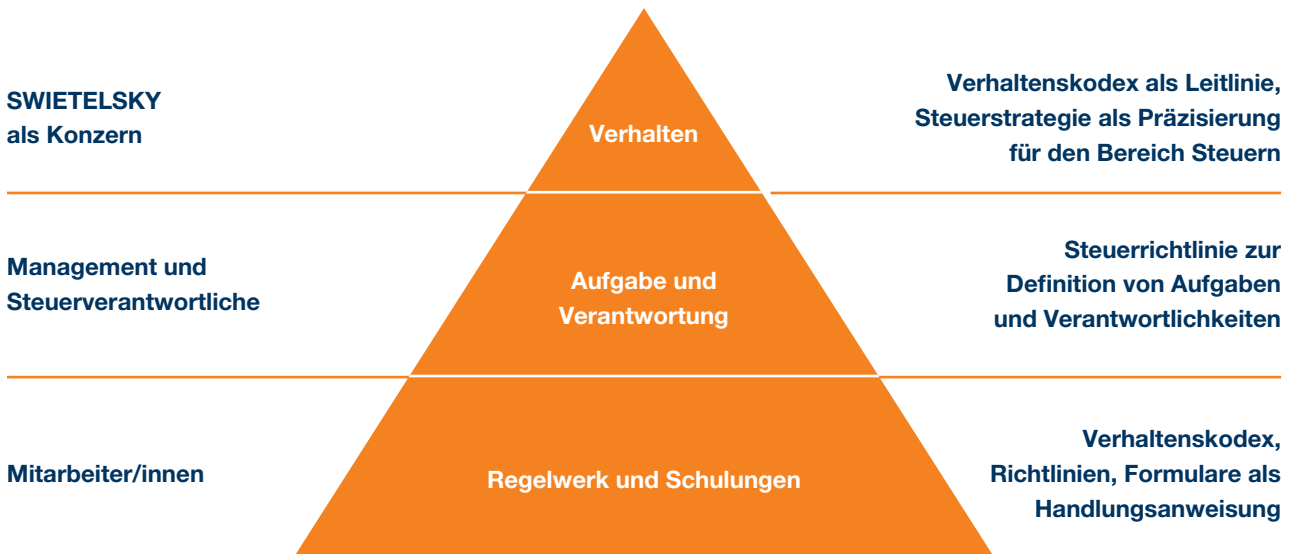 SWIETELSKY
als Konzern
Verhalten
Verhaltenskodex als Leitlinie,
Steuerstrategie als Präzisierung
für den Bereich Steuern
Management und
Steuerverantwortliche
Aufgabe und
Verantwortung
Steuerrichtlinie zur
Definition von Aufgaben
und Verantwortlichkeiten
Mitarbeiter/innen
Regelwerk und Schulungen
Verhaltenskodex,
Richtlinien, Formulare als
Handlungsanweisung